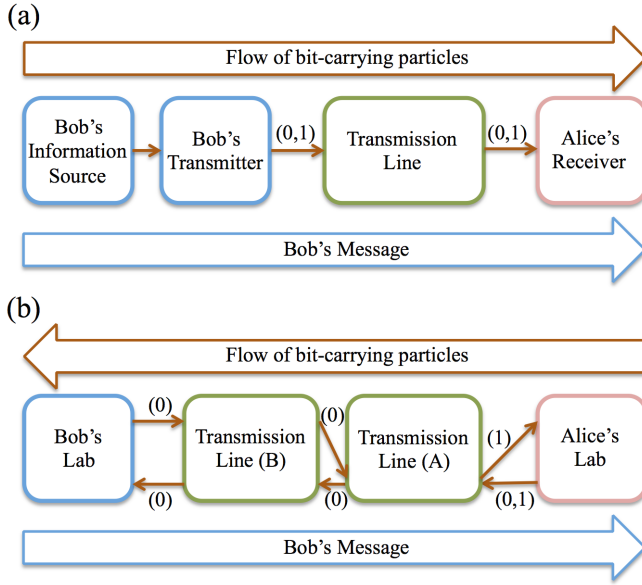 (a)
Flow of bit-carrying particles
Bob's
Information
Source
Bob's
Transmitter
(0,1)
Transmission
Line
(0,1)
Alice's
Receiver
Bob's Message
(b)
Flow of bit-carrying particles
Bob's
Lab
(0)
(0)
Transmission
Line (B)
(0)
(0)
Transmission
Line (A)
(1)
(0,1)
Alice's
Lab
Bob's Message